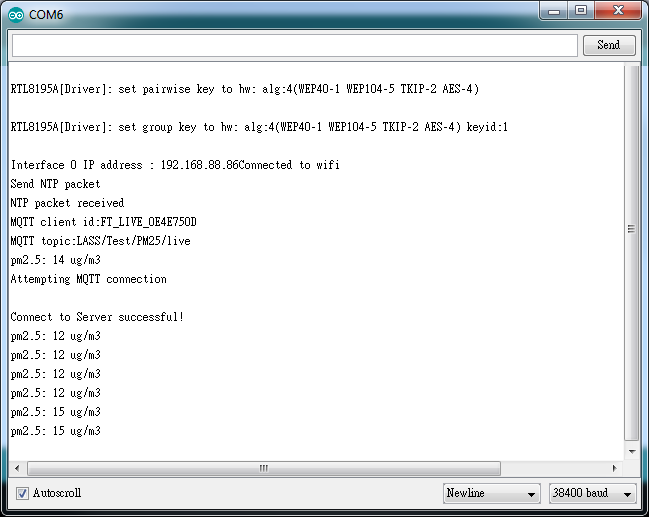 COM6
Send
RTL8195A[Driver]: set pairwise key to hw: alg:4(WEP40-1 WEP104-5 TKIP-2 AES-4)
RTL8195A[Driver]: set group key to hw: alg:4(WEP40-1 WEP104-5 TKIP-2 AES-4) keyid:1
Interface 0 IP address : 192.168.88.86Connected to wifi
Send NTP packet
NTP packet received
MQTT client id:FT_LIVE_0E4E750D
MQTT topic:LASS/Test/PM25/live
pm2.5: 14 ug/m3
Attempting MQTT connection
Connect to Server successful!
pm2.5: 12 ug/m3
pm2.5: 12 ug/m3
pm2.5: 12 ug/m3
pm2.5: 12 ug/m3
pm2.5: 15 ug/m3
pm2.5: 15 ug/m3
Autoscroll
Newline
38400 baud